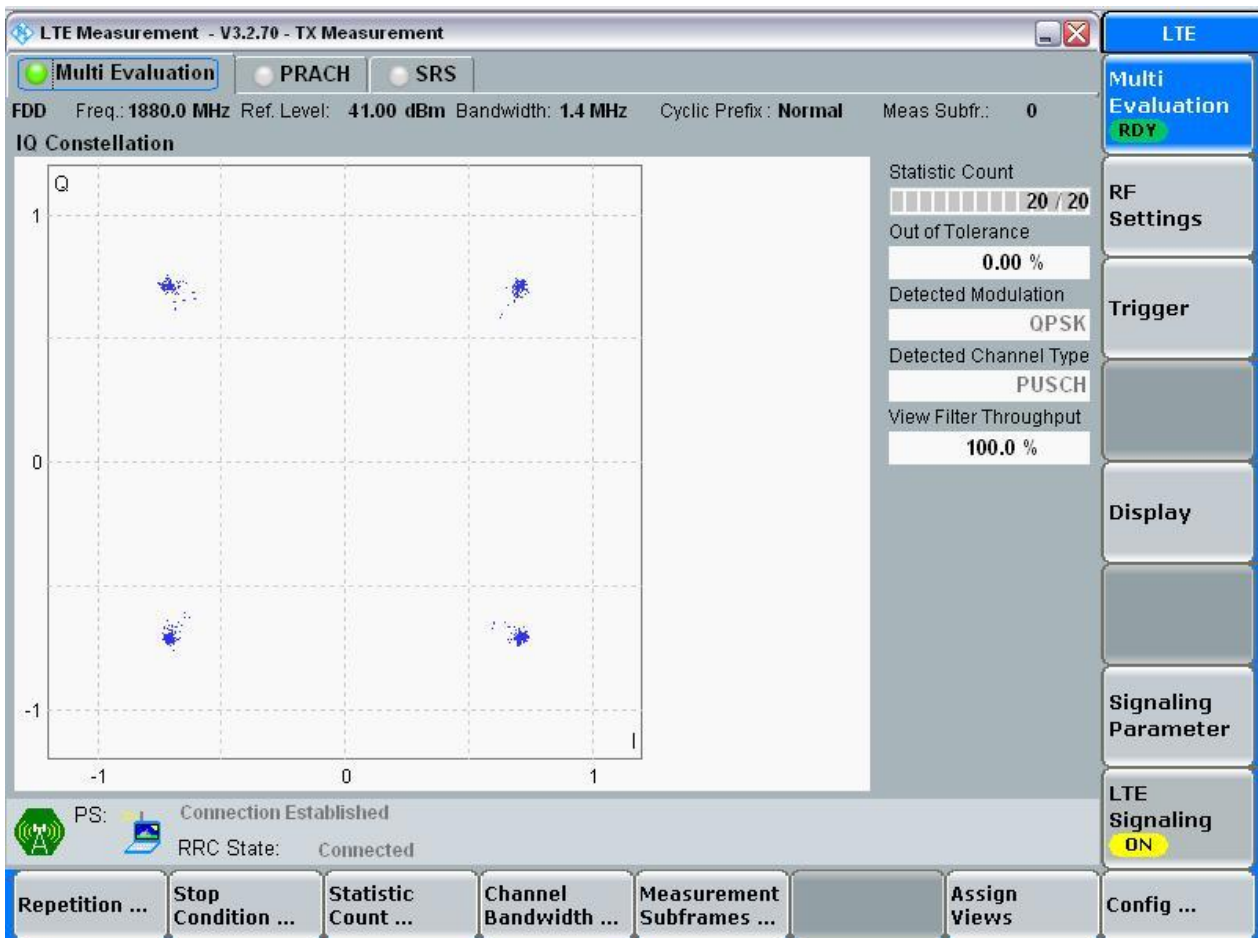 LTE Measurement - V3.2.70 - TX Measurement
LTE
Multi Evaluation PRACH SRS
FDD Freq.: 1880.0 MHz Ref. Level: 41.00 dBm Bandwidth: 1.4 MHz Cyclic Prefix : Normal Meas Subfr.: 0
IQ Constellation
Q
1
0
-1
I
-1 0 1
Statistic Count
20 / 20
Out of Tolerance
0.00 %
Detected Modulation
QPSK
Detected Channel Type
PUSCH
View Filter Throughput
100.0 %
Multi
Evaluation
RDY
RF
Settings
Trigger
Display
Signaling
Parameter
LTE
Signaling
ON
PS: Connection Established
RRC State: Connected
Repetition ...
Stop
Condition ...
Statistic
Count ...
Channel
Bandwidth ...
Measurement
Subframes ...
Assign
Views
Config ...